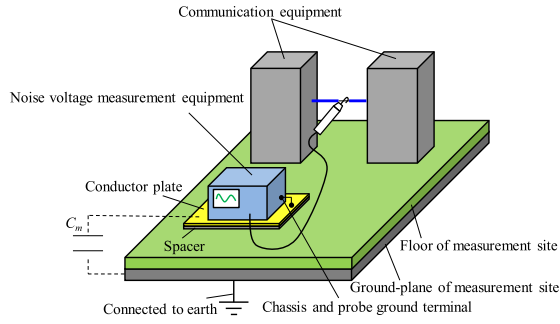 Communication equipment
Noise voltage measurement equipment
Conductor plate
Cm
Spacer
Floor of measurement site
Ground-plane of measurement site
Connected to earth
Chassis and probe ground terminal